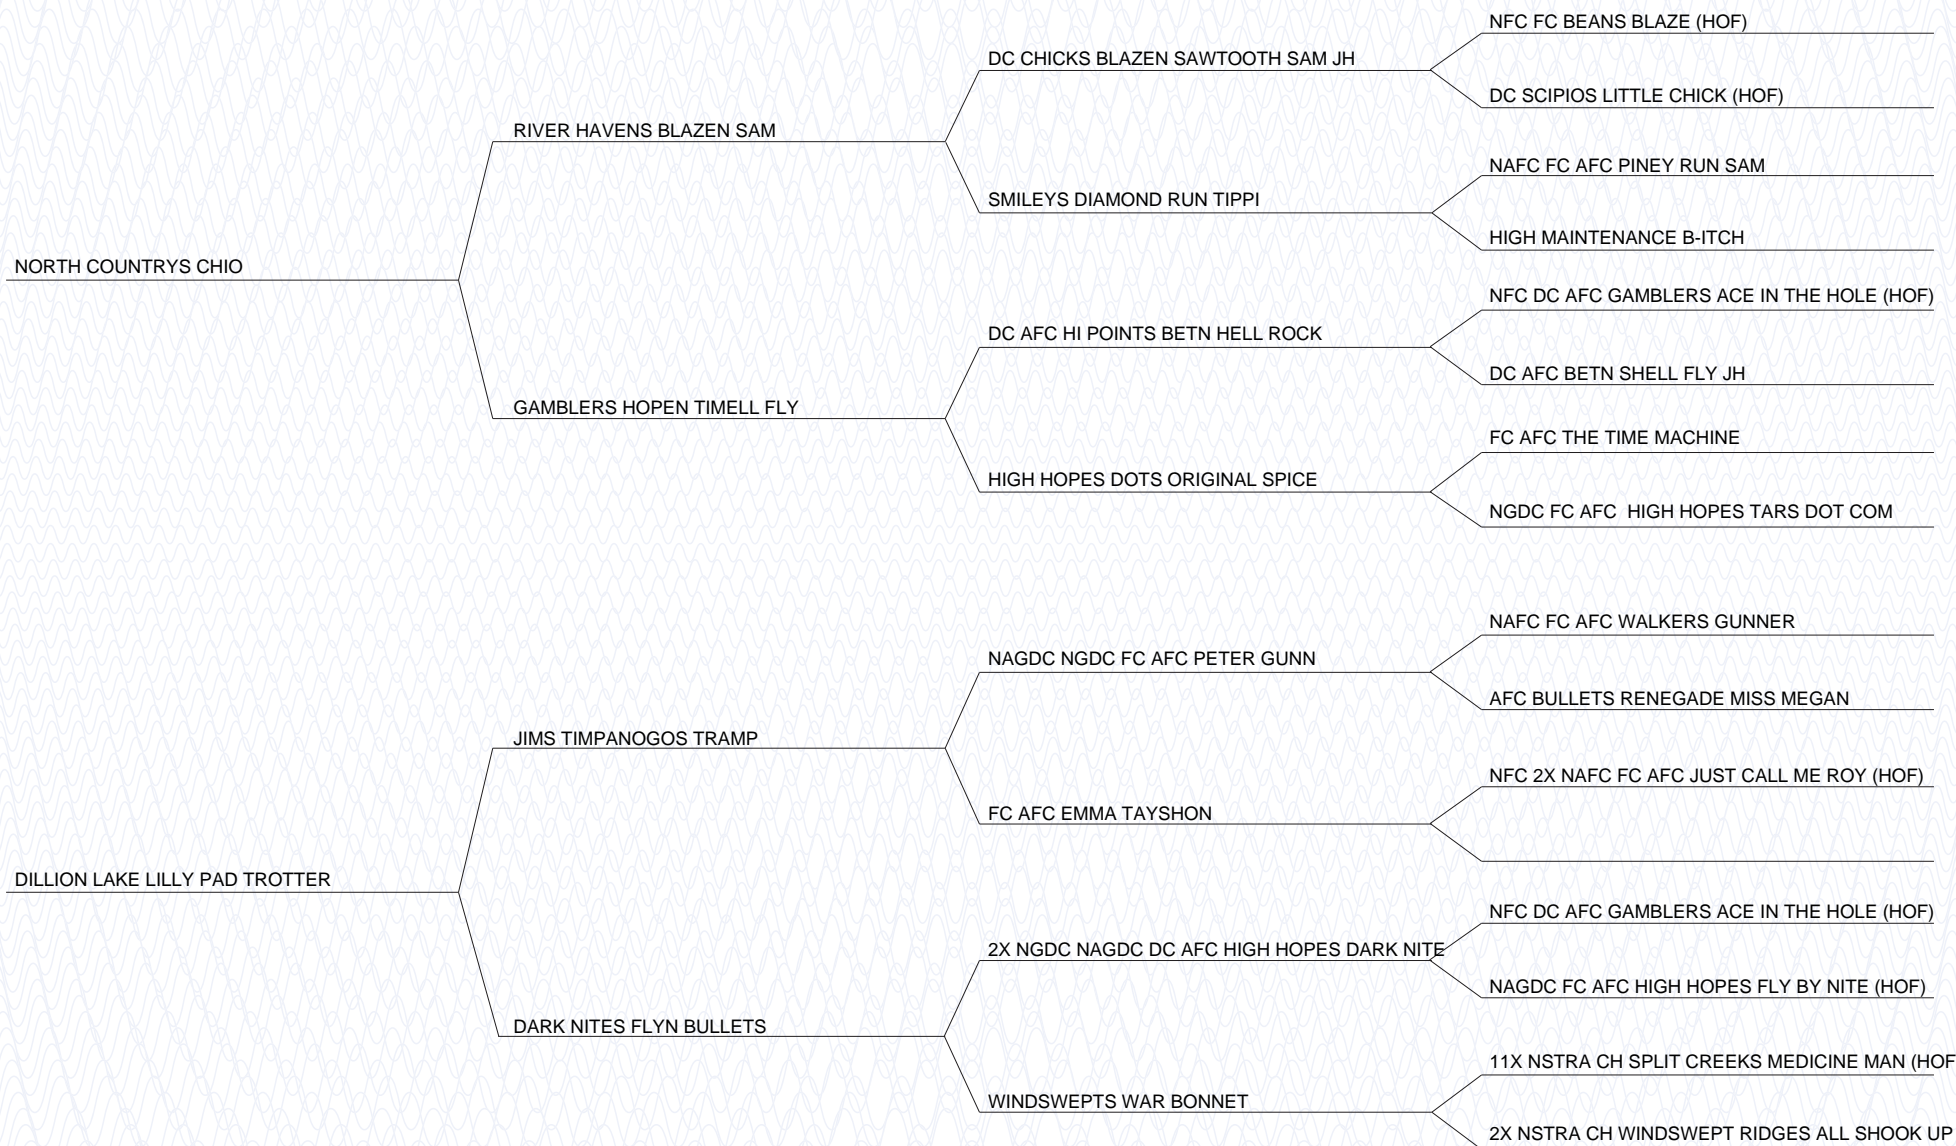 NFC FC BEANS BLAZE (HOF)
DC CHICKS BLAZEN SAWTOOTH SAM JH
DC SCIPIOS LITTLE CHICK (HOF)
RIVER HAVENS BLAZEN SAM
NAFC FC AFC PINEY RUN SAM
SMILEYS DIAMOND RUN TIPPI
HIGH MAINTENANCE B-ITCH
NORTH COUNTRYS CHIO
NFC DC AFC GAMBLERS ACE IN THE HOLE (HOF)
DC AFC HI POINTS BETN HELL ROCK
DC AFC BETN SHELL FLY JH
GAMBLERS HOPEN TIMELL FLY
FC AFC THE TIME MACHINE
HIGH HOPES DOTS ORIGINAL SPICE
NGDC FC AFC  HIGH HOPES TARS DOT COM
NAFC FC AFC WALKERS GUNNER
NAGDC NGDC FC AFC PETER GUNN
AFC BULLETS RENEGADE MISS MEGAN
JIMS TIMPANOGOS TRAMP
NFC 2X NAFC FC AFC JUST CALL ME ROY (HOF)
FC AFC EMMA TAYSHON
DILLION LAKE LILLY PAD TROTTER
NFC DC AFC GAMBLERS ACE IN THE HOLE (HOF)
2X NGDC NAGDC DC AFC HIGH HOPES DARK NITE
NAGDC FC AFC HIGH HOPES FLY BY NITE (HOF)
DARK NITES FLYN BULLETS
11X NSTRA CH SPLIT CREEKS MEDICINE MAN (HOF
WINDSWEPTS WAR BONNET
2X NSTRA CH WINDSWEPT RIDGES ALL SHOOK UP